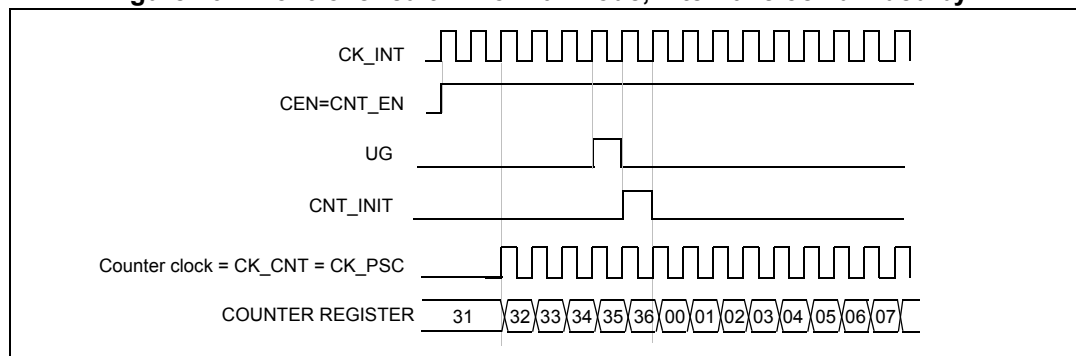 CK_INT
CEN=CNT_EN
UG
CNT_INIT
Counter clock = CK_CNT = CK_PSC
COUNTER REGISTER 31 32 33 34 35 36 00 01 02 03 04 05 06 07